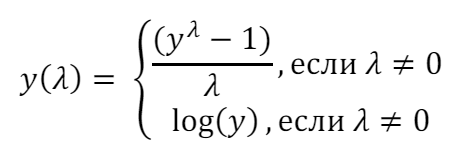 y(λ) = { (y^λ − 1) / λ , если λ ≠ 0
log(y) , если λ ≠ 0